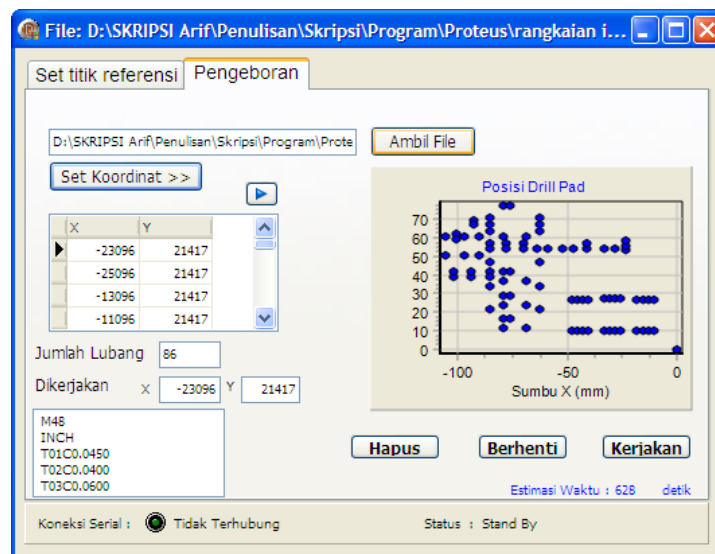 File: D:\SKRIPSI Arif\Penulisan\Skripsi\Program\Proteus\rangkaian i...
Set titik referensi Pengeboran
D:\SKRIPSI Arif\Penulisan\Skripsi\Program\Prote Ambil File
Set Koordinat >>
Posisi Drill Pad
X Y
-23096 21417
-25096 21417
-13096 21417
-11096 21417
70
60
50
40
30
20
10
0
-100 -50 0
Sumbu X (mm)
Jumlah Lubang 86
Dikerjakan X -23096 Y 21417
M48
INCH
T01C0.0450
T02C0.0400
T03C0.0600
Hapus Berhenti Kerjakan
Estimasi Waktu : 628 detik
Koneksi Serial : Tidak Terhubung Status : Stand By